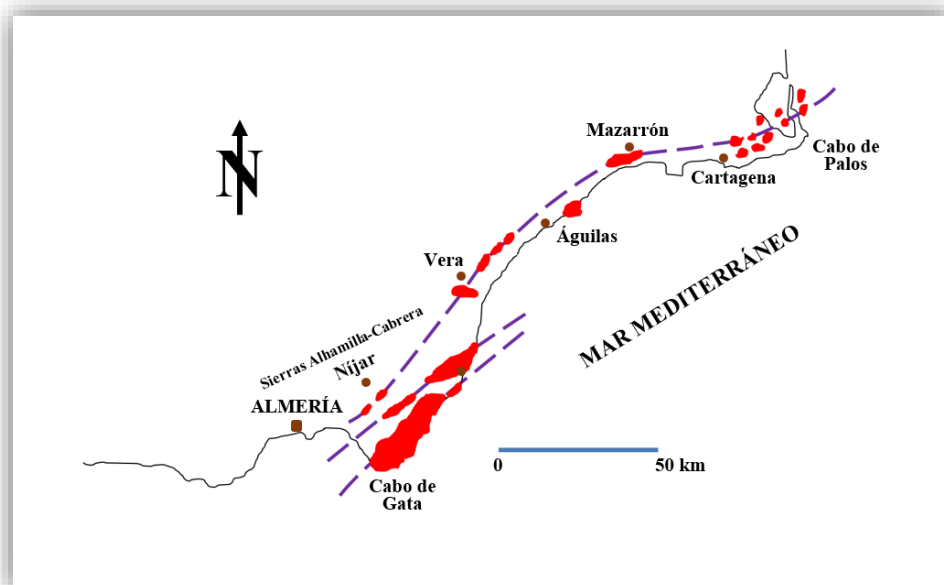 Mazarrón
Cabo de
Palos
Cartagena
N
Águilas
Vera
MAR MEDITERRÁNEO
Sierras Alhamilla-Cabrera
Níjar
ALMERÍA
0
50 km
Cabo de
Gata